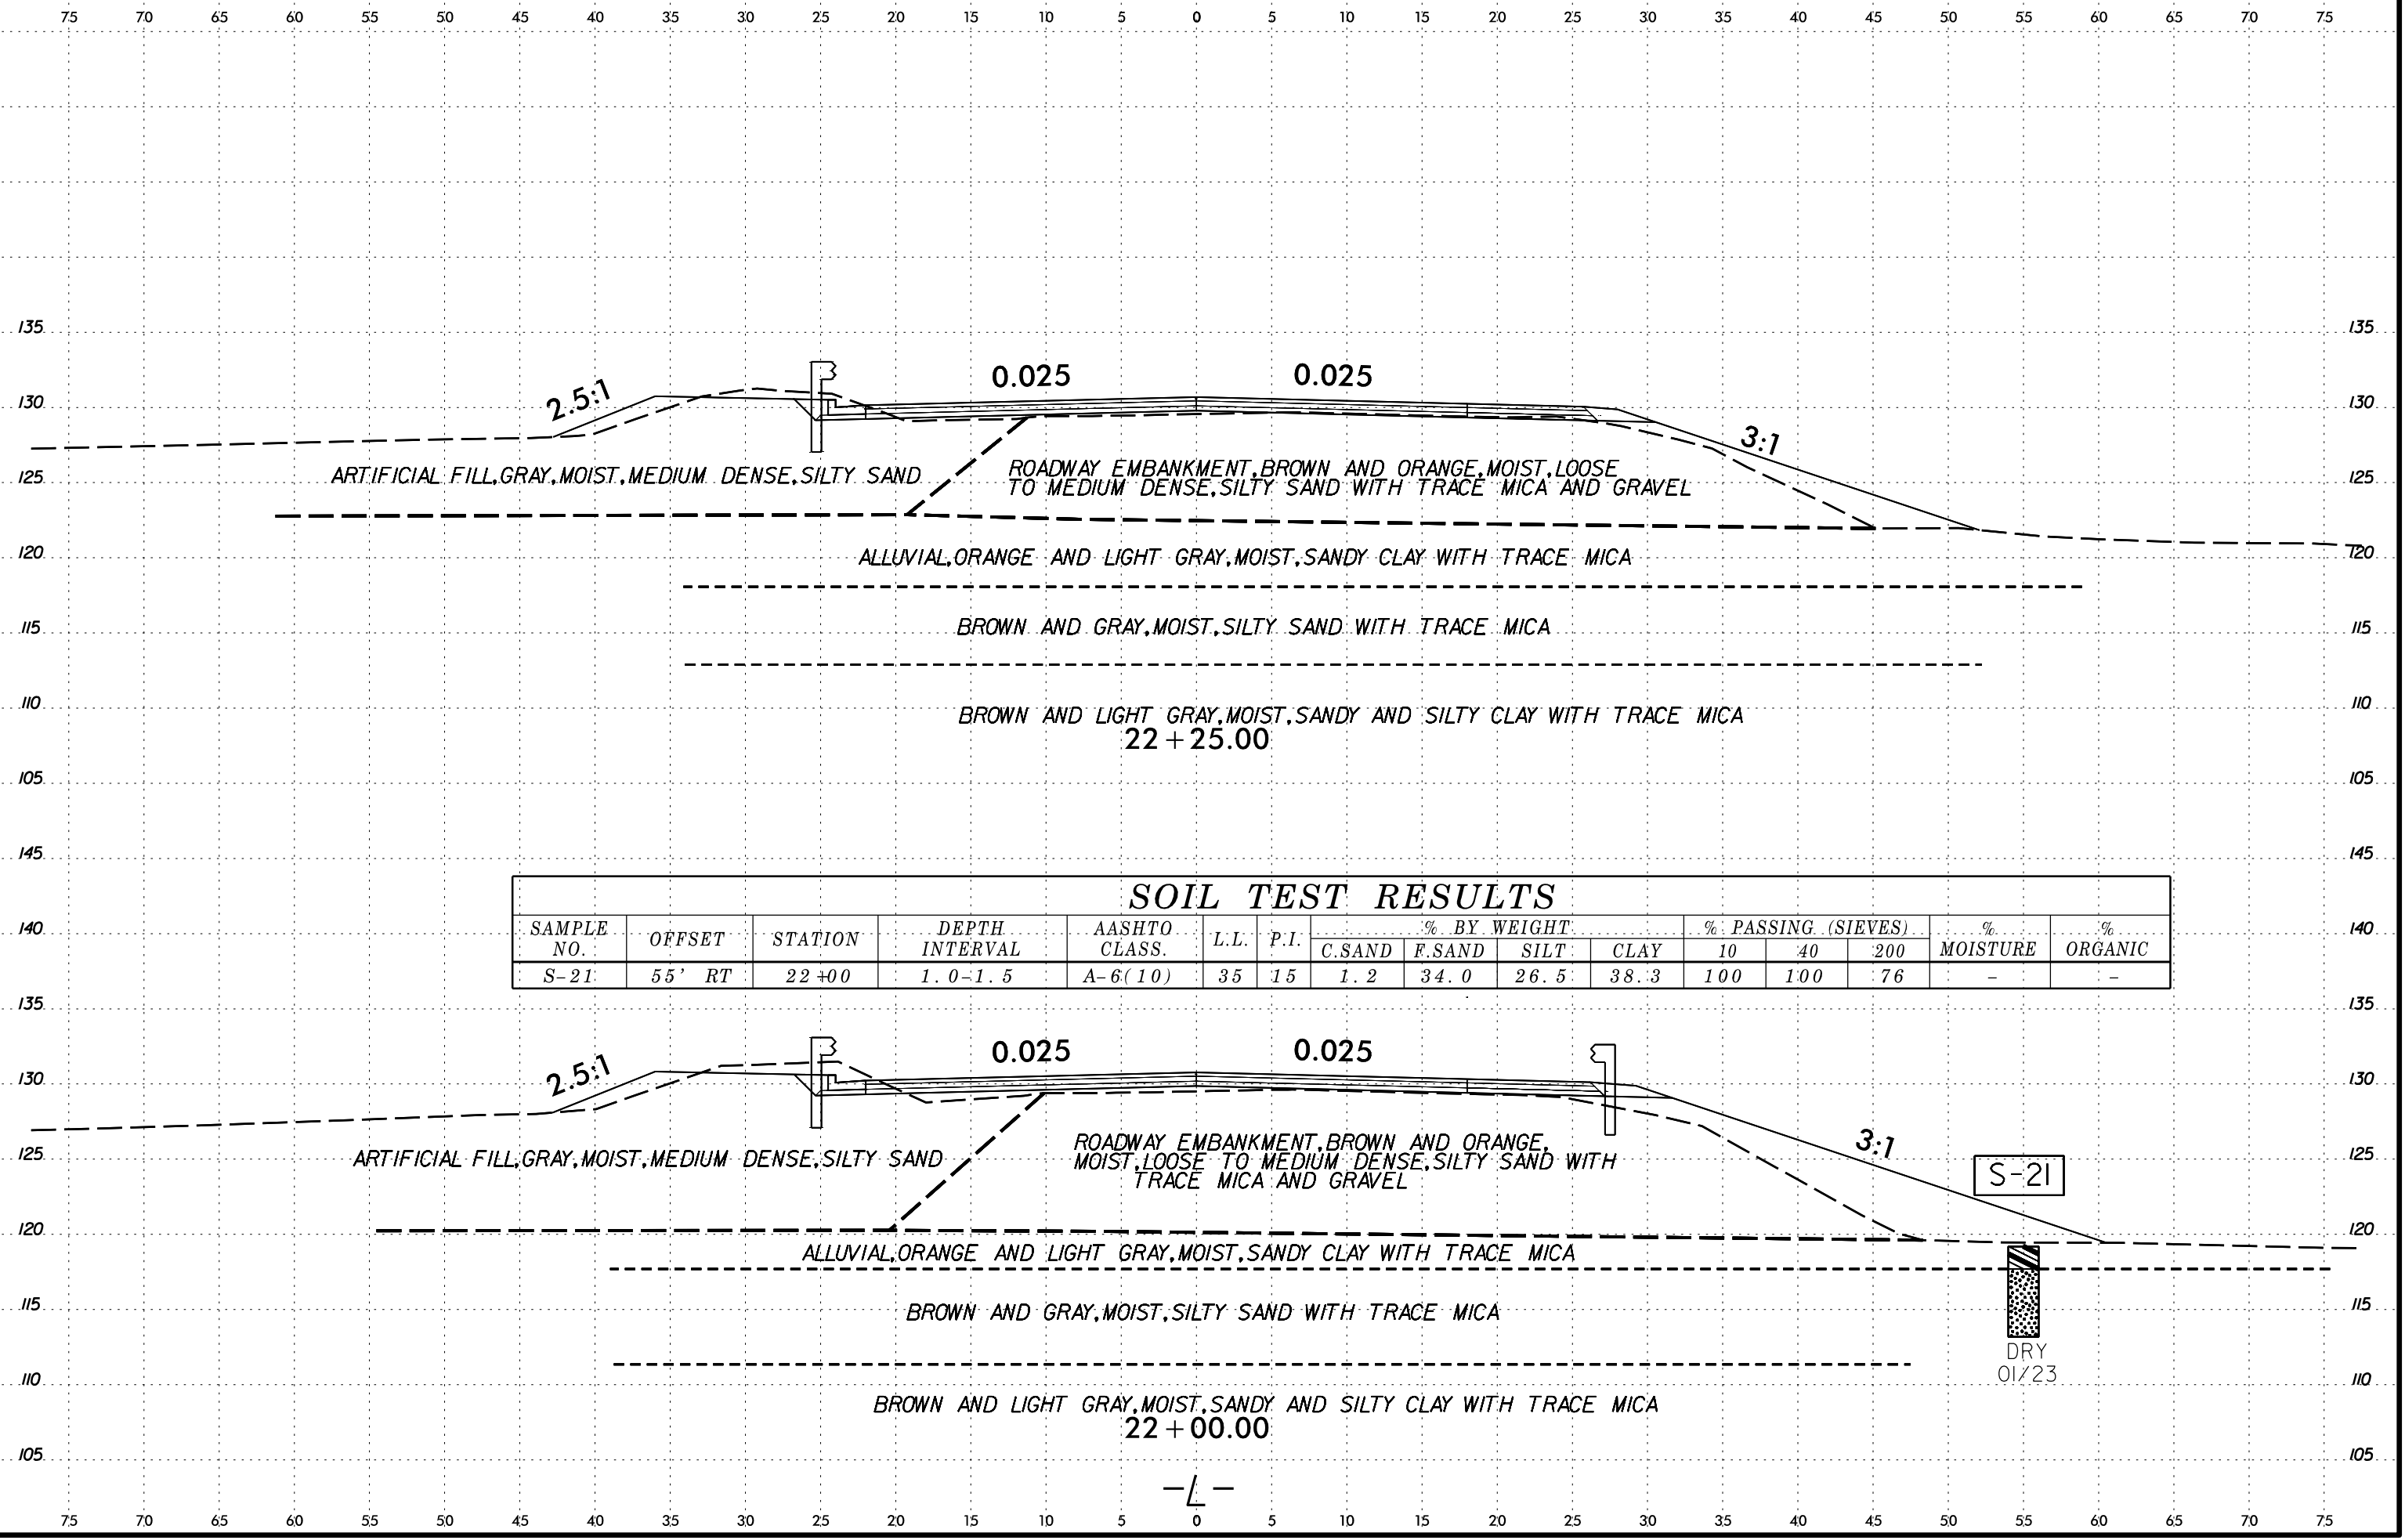 75 70 65 60 55 50 45 40 35 30 25 20 15 10 5 0 5 10 15 20 25 30 35 40 45 50 55 60 65 70 75
135 135
0.025 0.025
2.5:1
130 130
3:1
ARTIFICIAL FILL,GRAY,MOIST,MEDIUM DENSE,SILTY SAND
ROADWAY EMBANKMENT,BROWN AND ORANGE,MOIST,LOOSE
TO MEDIUM DENSE,SILTY SAND WITH TRACE MICA AND GRAVEL
125 125
120 120
ALLUVIAL,ORANGE AND LIGHT GRAY,MOIST,SANDY CLAY WITH TRACE MICA
115 115
BROWN AND GRAY,MOIST,SILTY SAND WITH TRACE MICA
110 110
BROWN AND LIGHT GRAY,MOIST,SANDY AND SILTY CLAY WITH TRACE MICA
22+25.00
105 105
145 145
SOIL TEST RESULTS
140 140
SAMPLE NO. OFFSET STATION DEPTH INTERVAL AASHTO CLASS. L.L. P.I. % BY WEIGHT % PASSING (SIEVES) % MOISTURE % ORGANIC
C.SAND F.SAND SILT CLAY 10 40 200
S-21 55' RT 22+00 1.0-1.5 A-6(10) 35 15 1.2 34.0 26.5 38.3 100 100 76 - -
135 135
0.025 0.025
2.5:1
130 130
3:1
ARTIFICIAL FILL,GRAY,MOIST,MEDIUM DENSE,SILTY SAND
ROADWAY EMBANKMENT,BROWN AND ORANGE,
MOIST,LOOSE TO MEDIUM DENSE,SILTY SAND WITH
TRACE MICA AND GRAVEL
125 125
S-21
120 120
ALLUVIAL,ORANGE AND LIGHT GRAY,MOIST,SANDY CLAY WITH TRACE MICA
115 115
BROWN AND GRAY,MOIST,SILTY SAND WITH TRACE MICA
DRY
01/23
110 110
BROWN AND LIGHT GRAY,MOIST,SANDY AND SILTY CLAY WITH TRACE MICA
22+00.00
105 105
-L-
75 70 65 60 55 50 45 40 35 30 25 20 15 10 5 0 5 10 15 20 25 30 35 40 45 50 55 60 65 70 75